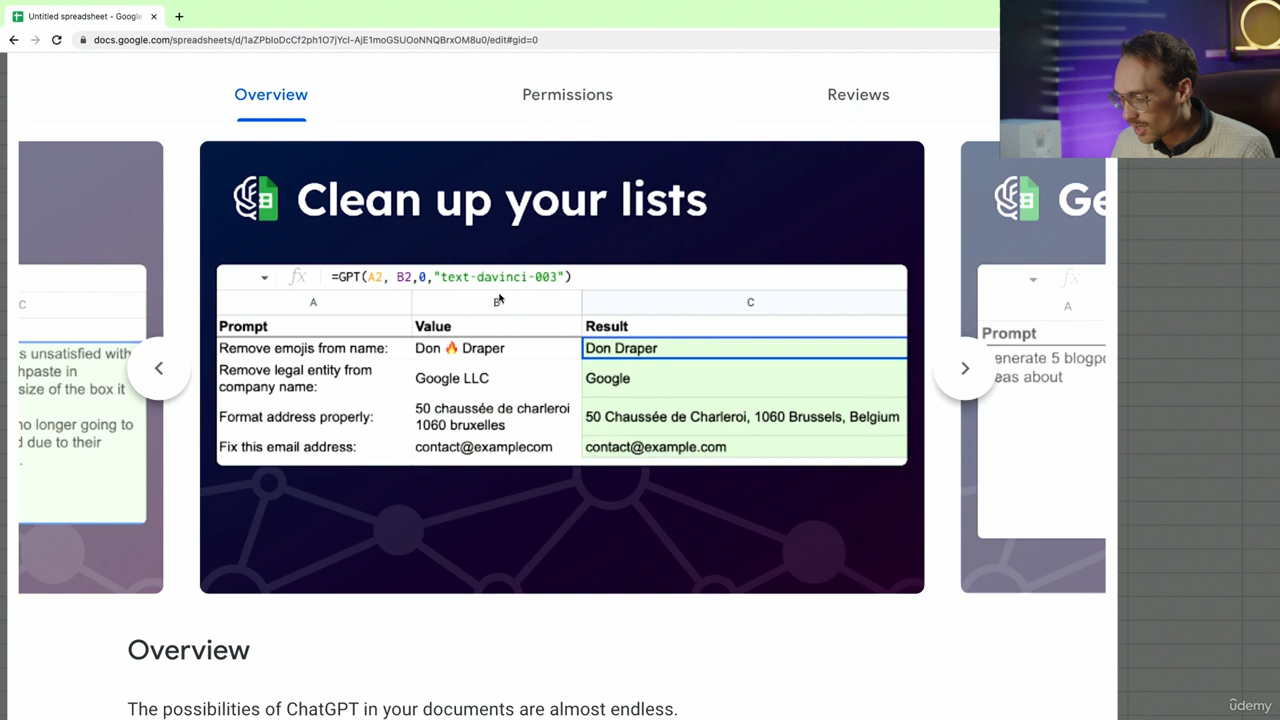 Untitled spreadsheet - Google
docs.google.com/spreadsheets/d/1aZPbIoDcCf2ph1O7jYcI-AjE1moGSUOoNNQBrxOM8u0/edit#gid=0
Overview
Permissions
Reviews
Clean up your lists
Ge
=GPT(A2, B2,0,"text-davinci-003")
C
A
B
C
A
Prompt
Value
Result
Prompt
Remove emojis from name:
Don 🔥 Draper
Don Draper
Remove legal entity from
company name:
Google LLC
Google
Format address properly:
50 chaussée de charleroi
1060 bruxelles
50 Chaussée de Charleroi, 1060 Brussels, Belgium
Fix this email address:
contact@examplecom
contact@example.com
s unsatisfied with
hpaste in
size of the box it
no longer going to
d due to their
enerate 5 blogpo
eas about
Overview
The possibilities of ChatGPT in your documents are almost endless.
udemy